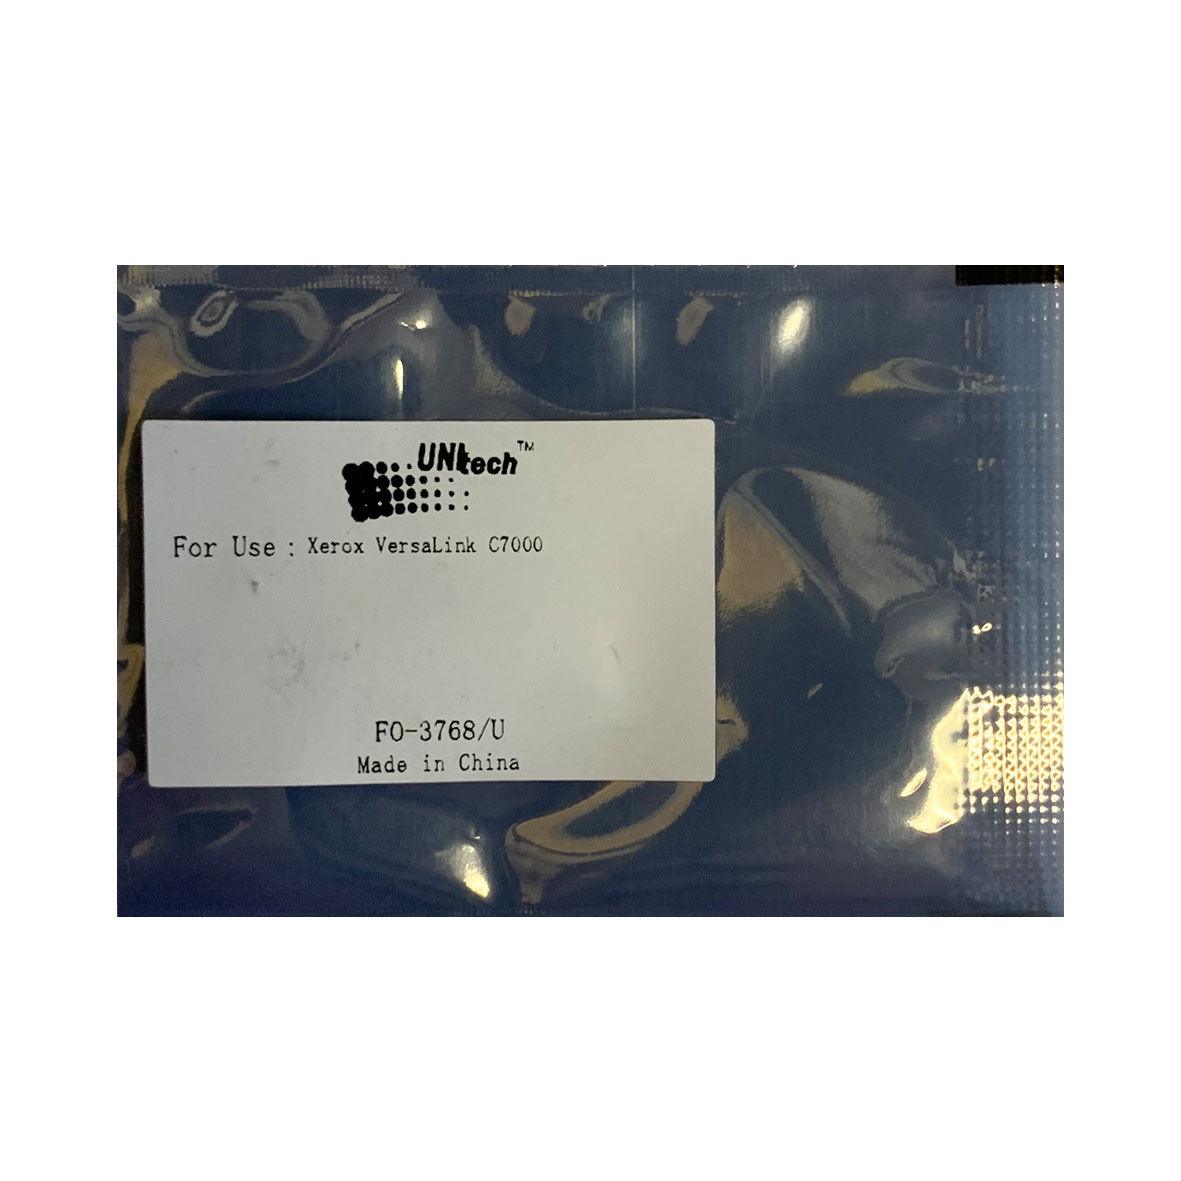 UNItech™
For Use : Xerox VersaLink C7000
FO-3768/U
Made in China